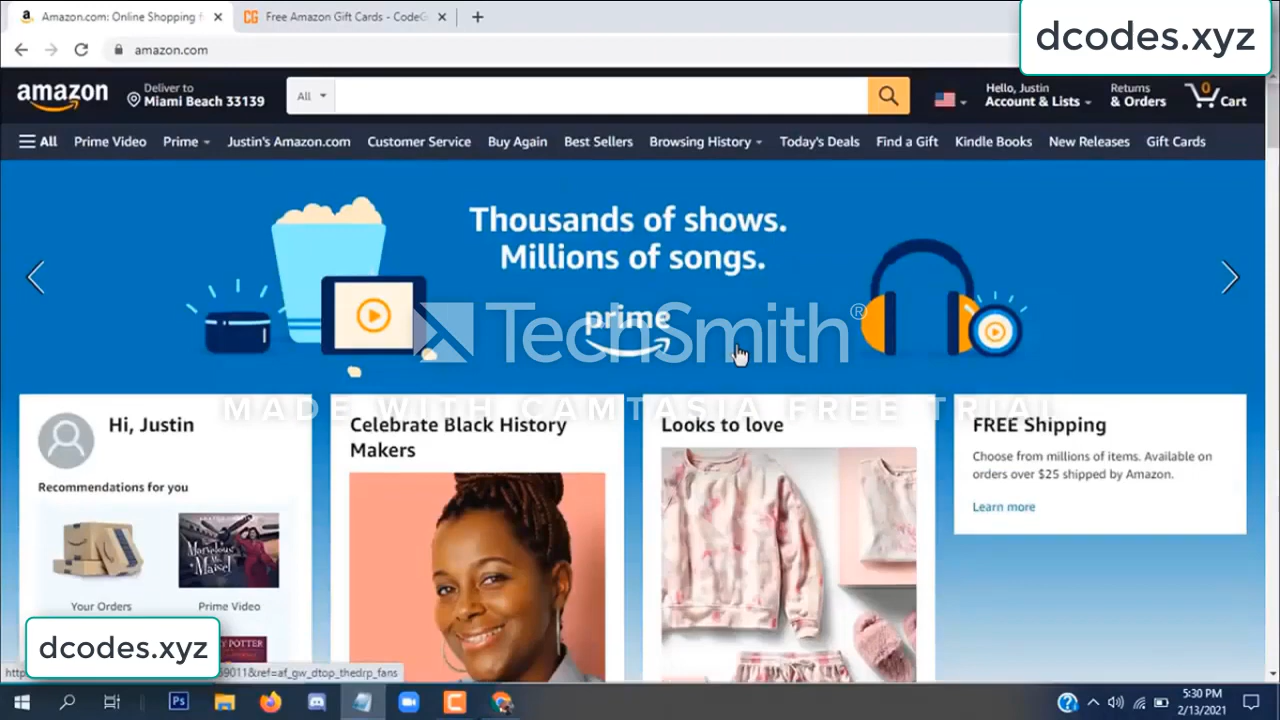 Amazon.com: Online Shopping f
Free Amazon Gift Cards - CodeG
dcodes.xyz
amazon.com
amazon
Deliver to
Miami Beach 33139
All
Hello, Justin
Account & Lists
Returns
& Orders
0
Cart
All
Prime Video
Prime
Justin's Amazon.com
Customer Service
Buy Again
Best Sellers
Browsing History
Today's Deals
Find a Gift
Kindle Books
New Releases
Gift Cards
Thousands of shows.
Millions of songs.
prime
TechSmith®
MADE WITH CAMTASIA FREE TRIAL
Hi, Justin
Recommendations for you
Your Orders
Prime Video
Celebrate Black History
Makers
Looks to love
FREE Shipping
Choose from millions of items. Available on
orders over $25 shipped by Amazon.
Learn more
dcodes.xyz
9011&ref=af_gw_dtop_thedrp_fans
Ps
5:30 PM
2/13/2021